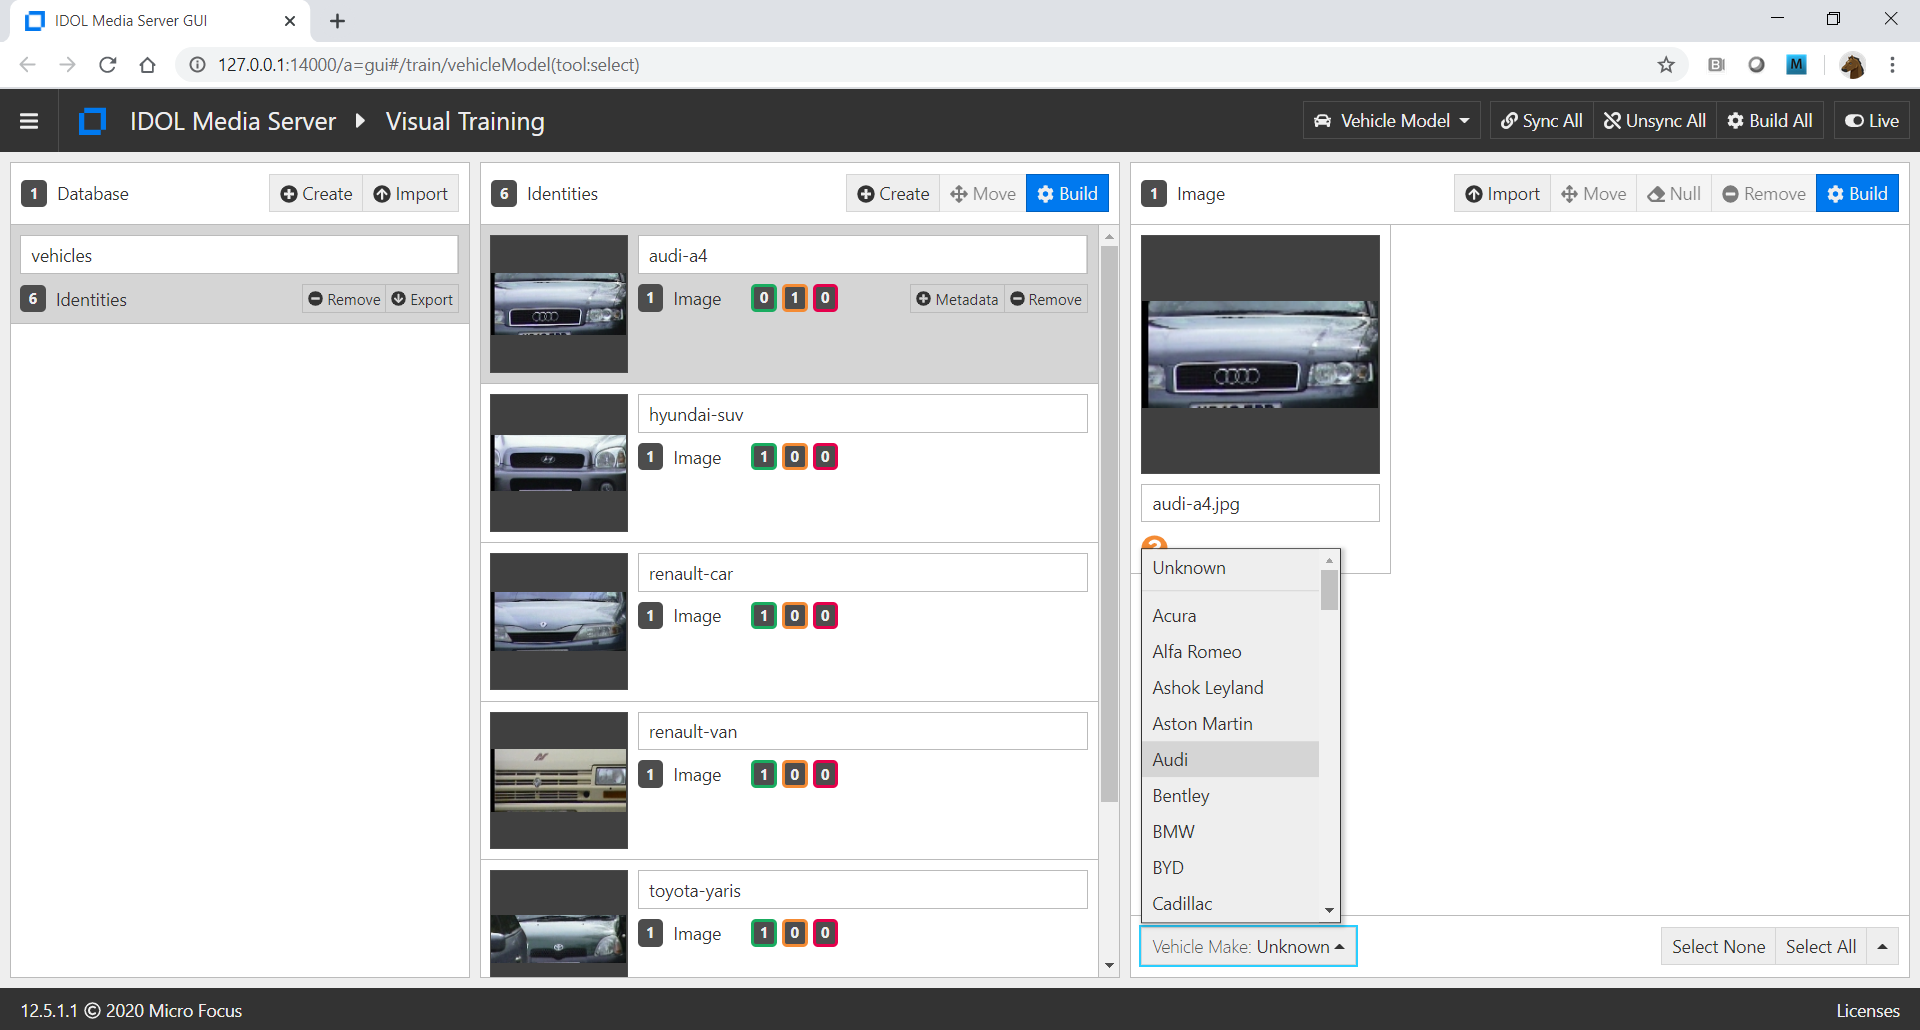 IDOL Media Server GUI
127.0.0.1:14000/a=gui#/train/vehicleModel(tool:select)
M
IDOL Media Server
Visual Training
Vehicle Model
Sync All
Unsync All
Build All
Live
1 Database
Create
Import
vehicles
6 Identities
Remove
Export
6 Identities
Create
Move
Build
audi-a4
1 Image 0 1 0
Metadata
Remove
hyundai-suv
1 Image 1 0 0
renault-car
1 Image 1 0 0
renault-van
1 Image 1 0 0
toyota-yaris
1 Image 1 0 0
1 Image
Import
Move
Null
Remove
Build
audi-a4.jpg
Unknown
Acura
Alfa Romeo
Ashok Leyland
Aston Martin
Audi
Bentley
BMW
BYD
Cadillac
Vehicle Make: Unknown
Select None
Select All
12.5.1.1 © 2020 Micro Focus
Licenses